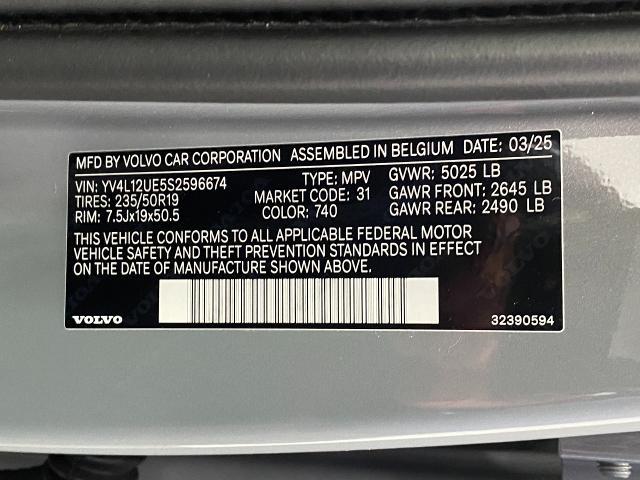 MFD BY VOLVO CAR CORPORATION ASSEMBLED IN BELGIUM DATE: 03/25
VIN: YV4L12UE5S2596674 TYPE: MPV GVWR: 5025 LB
TIRES: 235/50R19 MARKET CODE: 31 GAWR FRONT: 2645 LB
RIM: 7.5Jx19x50.5 COLOR: 740 GAWR REAR: 2490 LB
THIS VEHICLE CONFORMS TO ALL APPLICABLE FEDERAL MOTOR
VEHICLE SAFETY AND THEFT PREVENTION STANDARDS IN EFFECT
ON THE DATE OF MANUFACTURE SHOWN ABOVE.
VOLVO 32390594